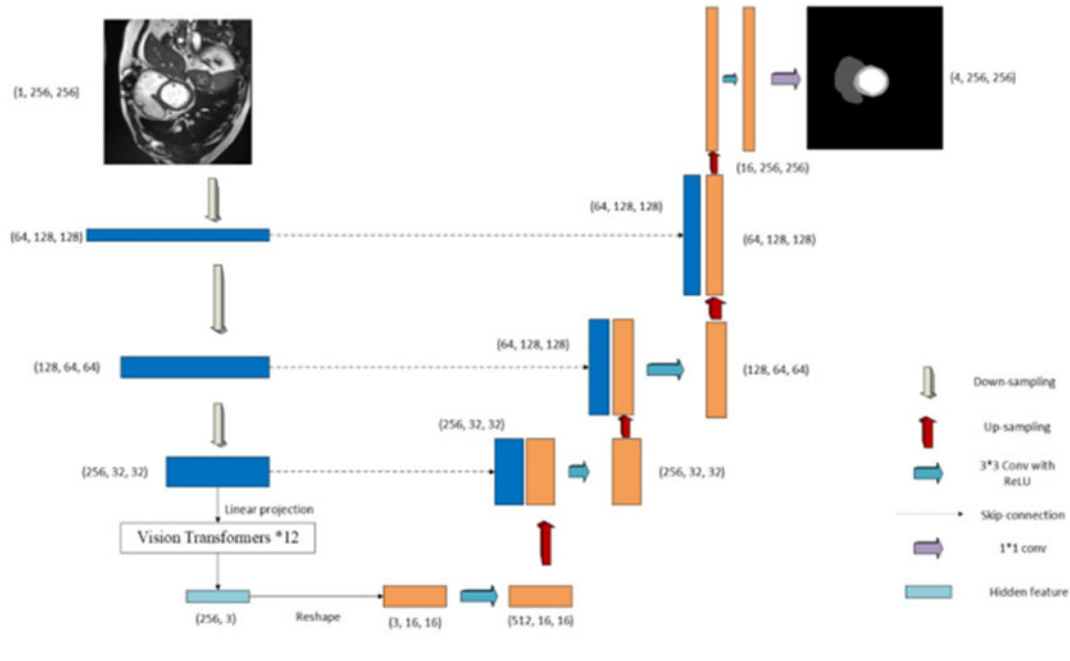 (1, 256, 256)
(4, 256, 256)
(16, 256, 256)
(64, 128, 128)
(64, 128, 128)
(64, 128, 128)
(64, 128, 128)
(128, 64, 64)
(128, 64, 64)
Down-sampling
(256, 32, 32)
Up-sampling
(256, 32, 32)
(256, 32, 32)
3*3 Conv with
ReLU
Linear projection
Skip-connection
Vision Transformers *12
1*1 conv
Hidden feature
(256, 3)
Reshape
(3, 16, 16)
(512, 16, 16)